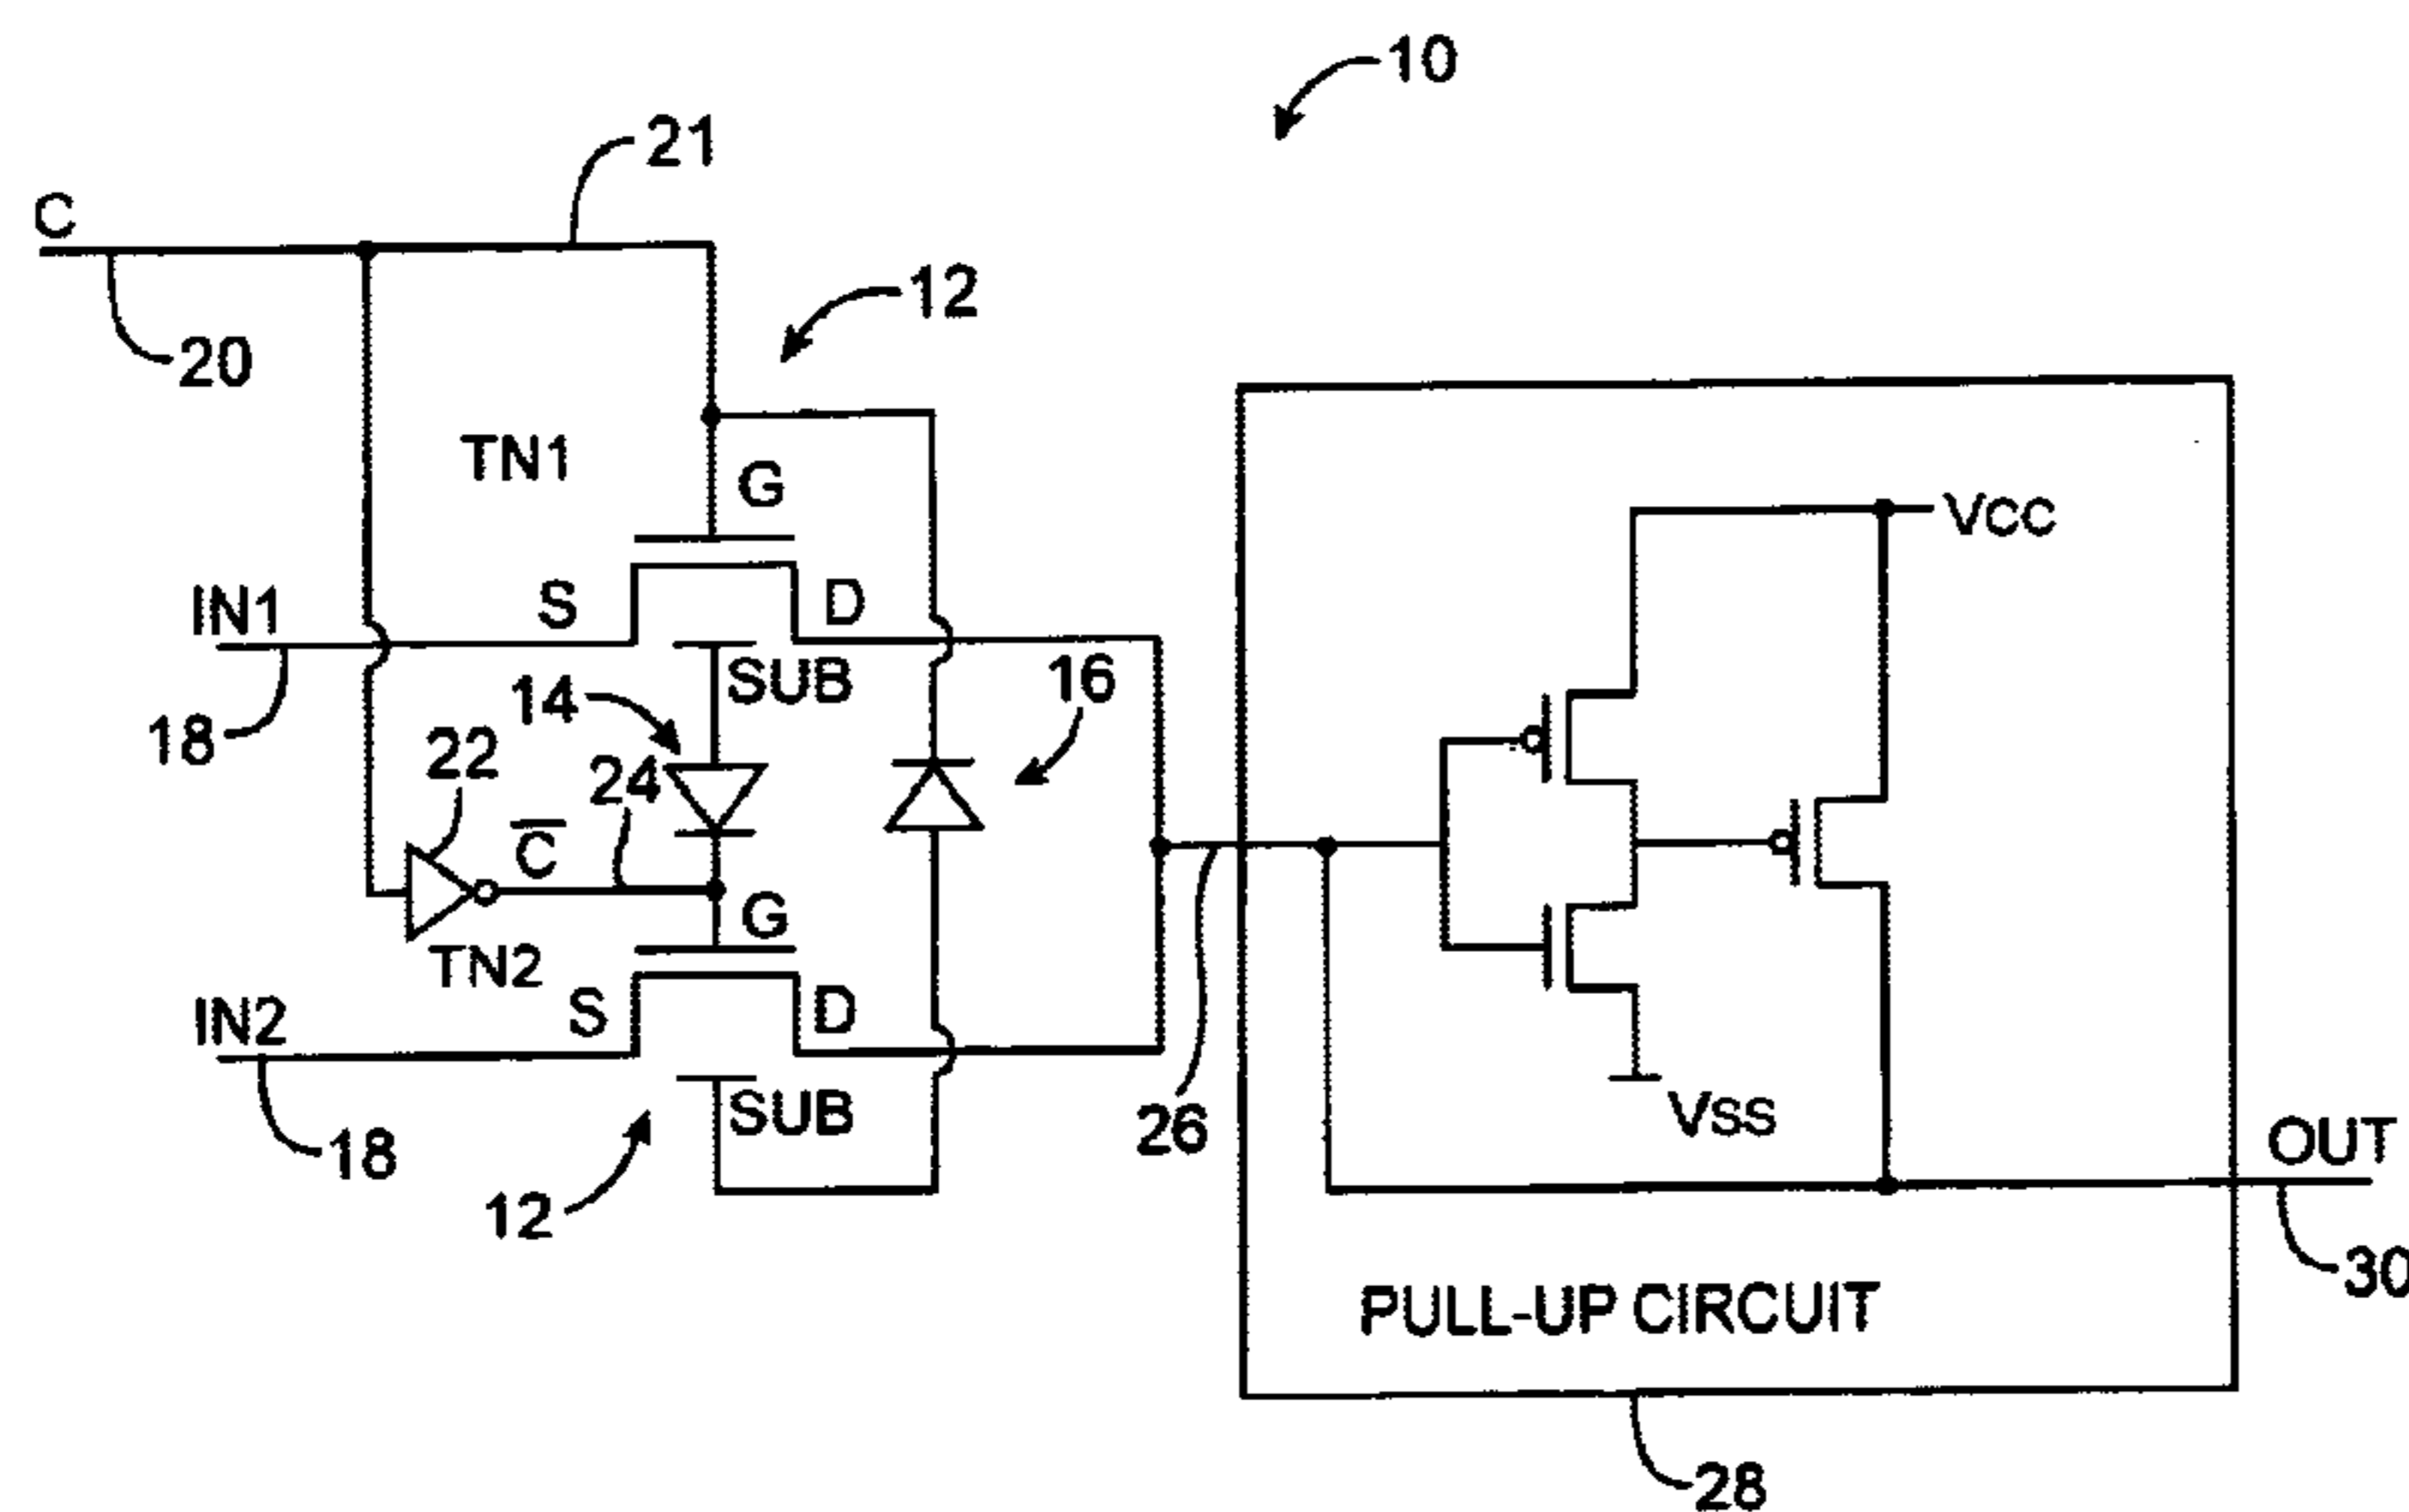 10
21
C
20
12
TN1
G
VCC
IN1
S
D
SUB
16
14
18
22
24
C̅
G
TN2
S
D
IN2
SUB
26
VSS
OUT
18
12
30
PULL-UP CIRCUIT
28